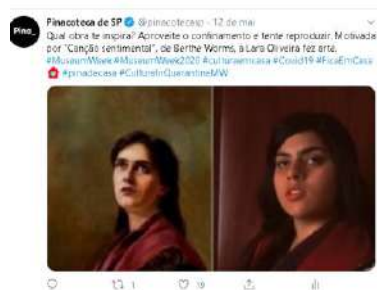 Pina_
Pinacoteca de SP @pinacotecasp · 12 de mai
Qual obra te inspira? Aproveite o confinamento e tente reproduzir. Motivada
por "Canção sentimental", de Berthe Worms, a Lara Oliveira fez arte.
#MuseumWeek #MuseumWeek2020 #culturaemcasa #Covid19 #FicaEmCasa
#pinadecasa #CultureInQuarantineMW
1
19